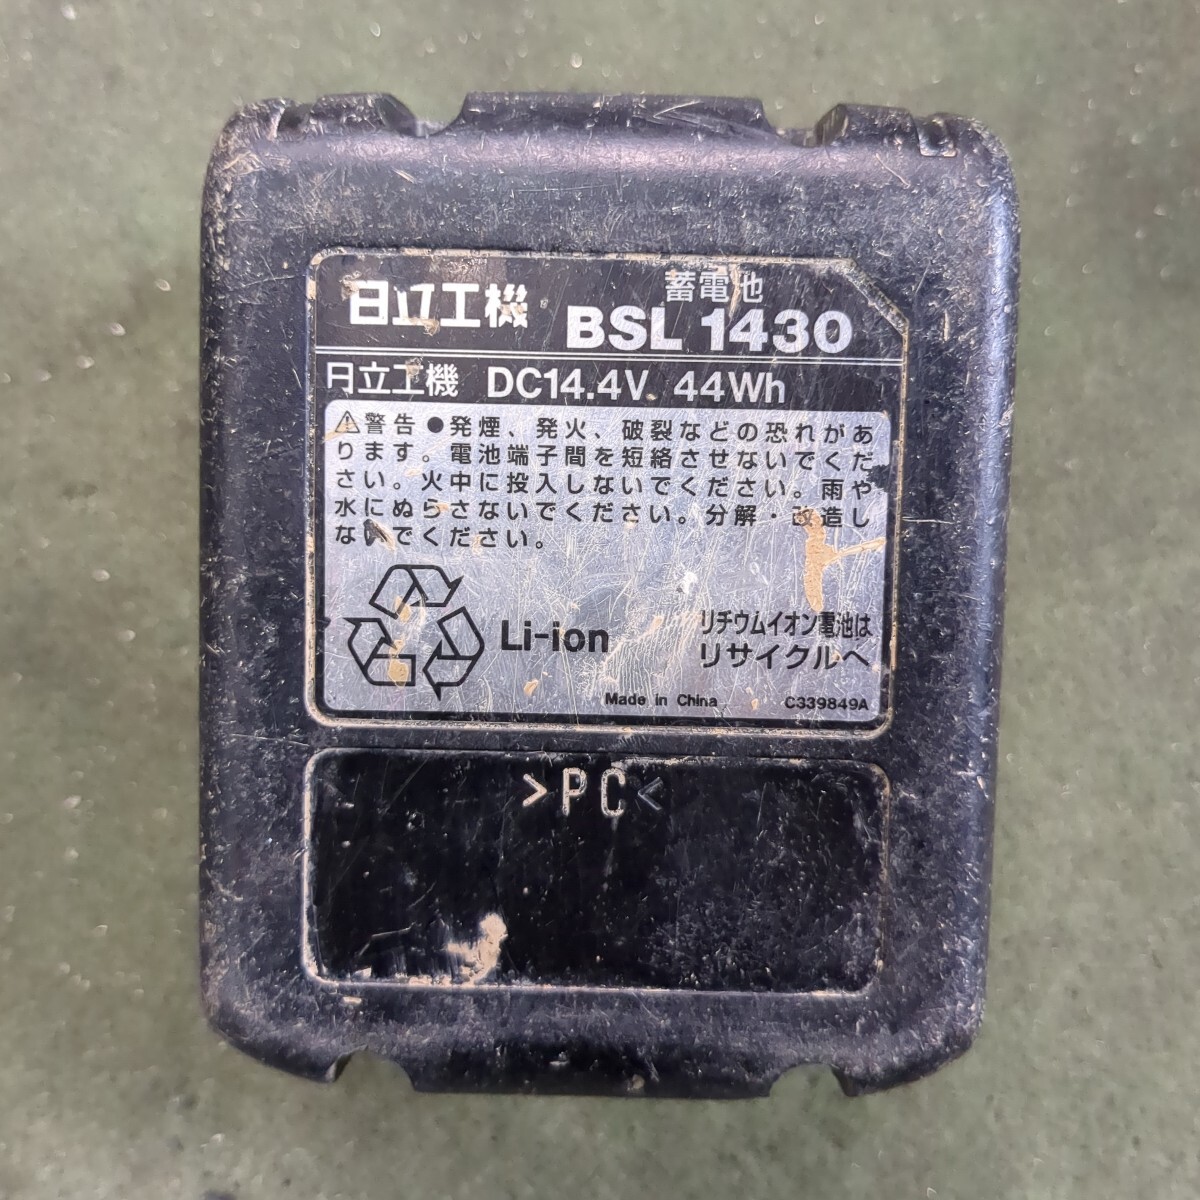 日立工機 蓄電池
BSL 1430
日立工機 DC14.4V 44Wh
⚠警告 ●発煙、発火、破裂などの恐れがあ
ります。電池端子間を短絡させないでくだ
さい。火中に投入しないでください。雨や
水にぬらさないでください。分解・改造し
ないでください。
Li-ion
リチウムイオン電池は
リサイクルへ
Made in China C339849A
>PC<